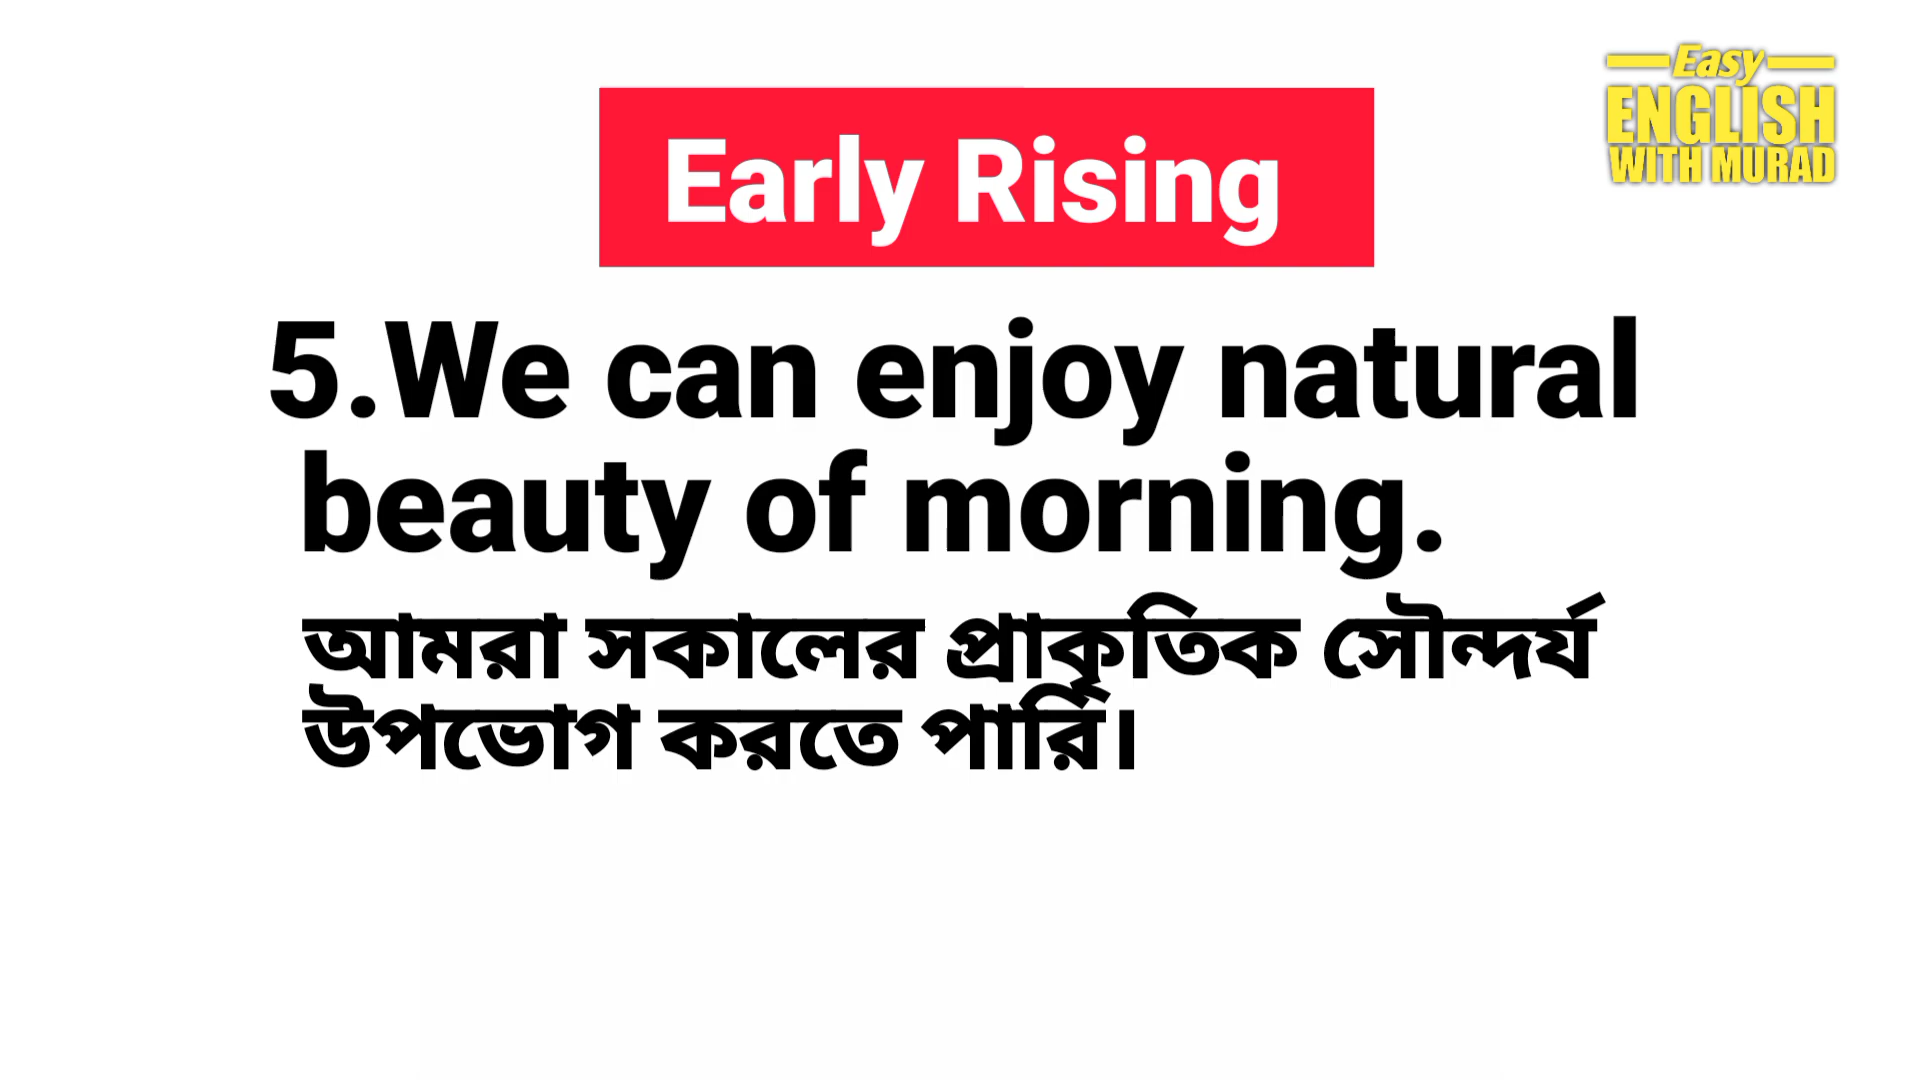 Easy
ENGLISH
WITH MURAD
Early Rising
5.We can enjoy natural
beauty of morning.
আমরা সকালের প্রাকৃতিক সৌন্দর্য
উপভোগ করতে পারি।